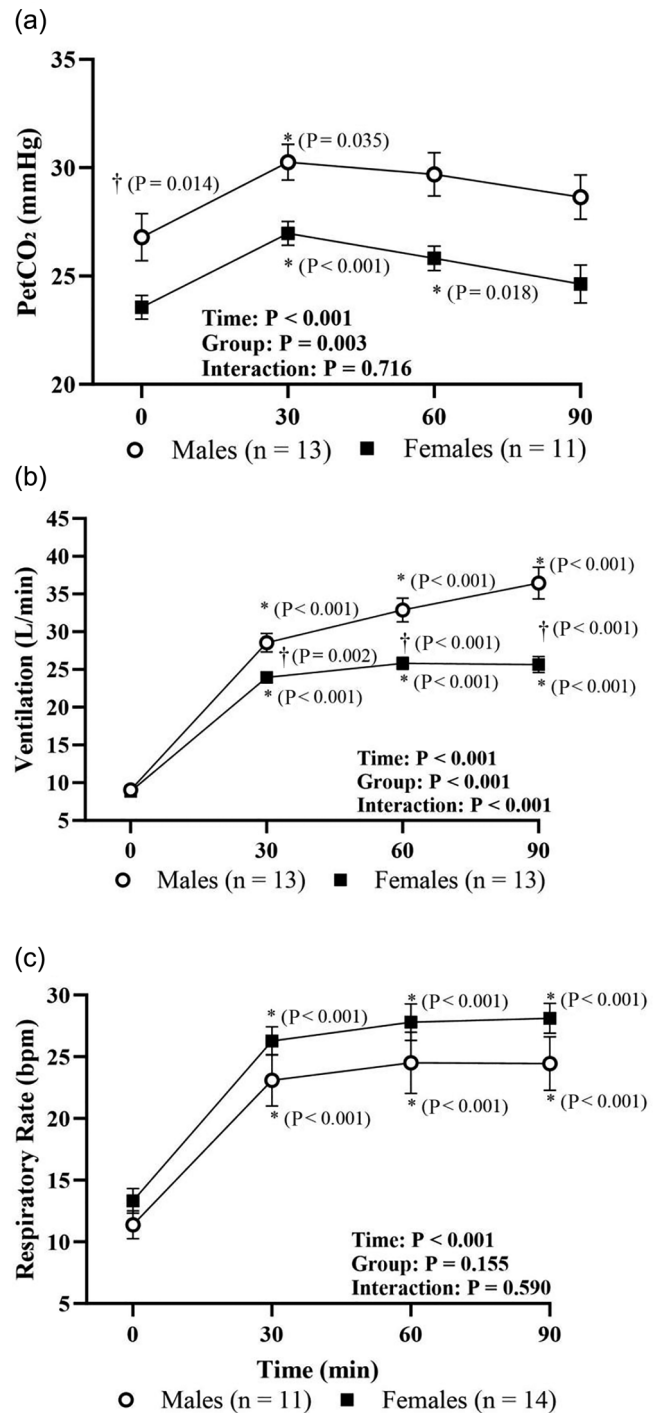 (a)
PetCO₂ (mmHg)
35
30
25
20
† (P = 0.014)
* (P = 0.035)
* (P < 0.001)
* (P = 0.018)
Time: P < 0.001
Group: P = 0.003
Interaction: P = 0.716
0 30 60 90
Males (n = 13) Females (n = 11)
(b)
Ventilation (L/min)
45
40
35
30
25
20
15
10
5
* (P < 0.001)
* (P < 0.001)
* (P < 0.001)
† (P = 0.002)
† (P < 0.001)
† (P < 0.001)
* (P < 0.001)
* (P < 0.001)
* (P < 0.001)
Time: P < 0.001
Group: P < 0.001
Interaction: P < 0.001
0 30 60 90
Males (n = 13) Females (n = 13)
(c)
Respiratory Rate (bpm)
30
25
20
15
10
5
* (P < 0.001)
* (P < 0.001)
* (P < 0.001)
* (P < 0.001)
* (P < 0.001)
* (P < 0.001)
Time: P < 0.001
Group: P = 0.155
Interaction: P = 0.590
0 30 60 90
Time (min)
Males (n = 11) Females (n = 14)